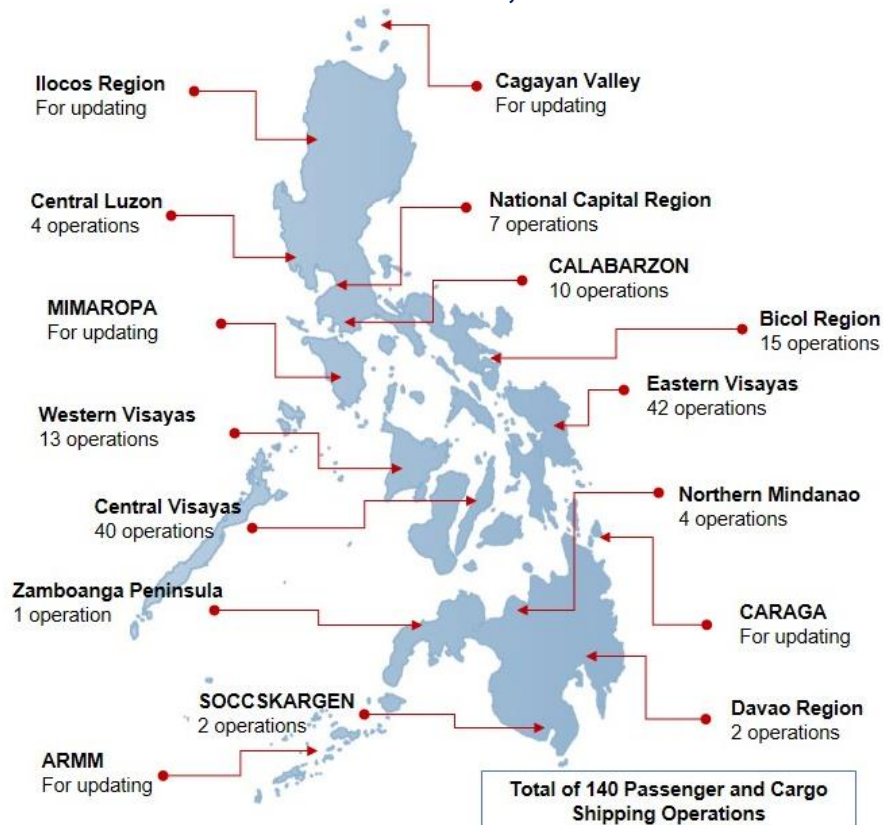 Ilocos Region
For updating
Cagayan Valley
For updating
Central Luzon
4 operations
National Capital Region
7 operations
CALABARZON
10 operations
MIMAROPA
For updating
Bicol Region
15 operations
Eastern Visayas
42 operations
Western Visayas
13 operations
Northern Mindanao
4 operations
Central Visayas
40 operations
Zamboanga Peninsula
1 operation
CARAGA
For updating
SOCCSKARGEN
2 operations
Davao Region
2 operations
ARMM
For updating
Total of 140 Passenger and Cargo
Shipping Operations